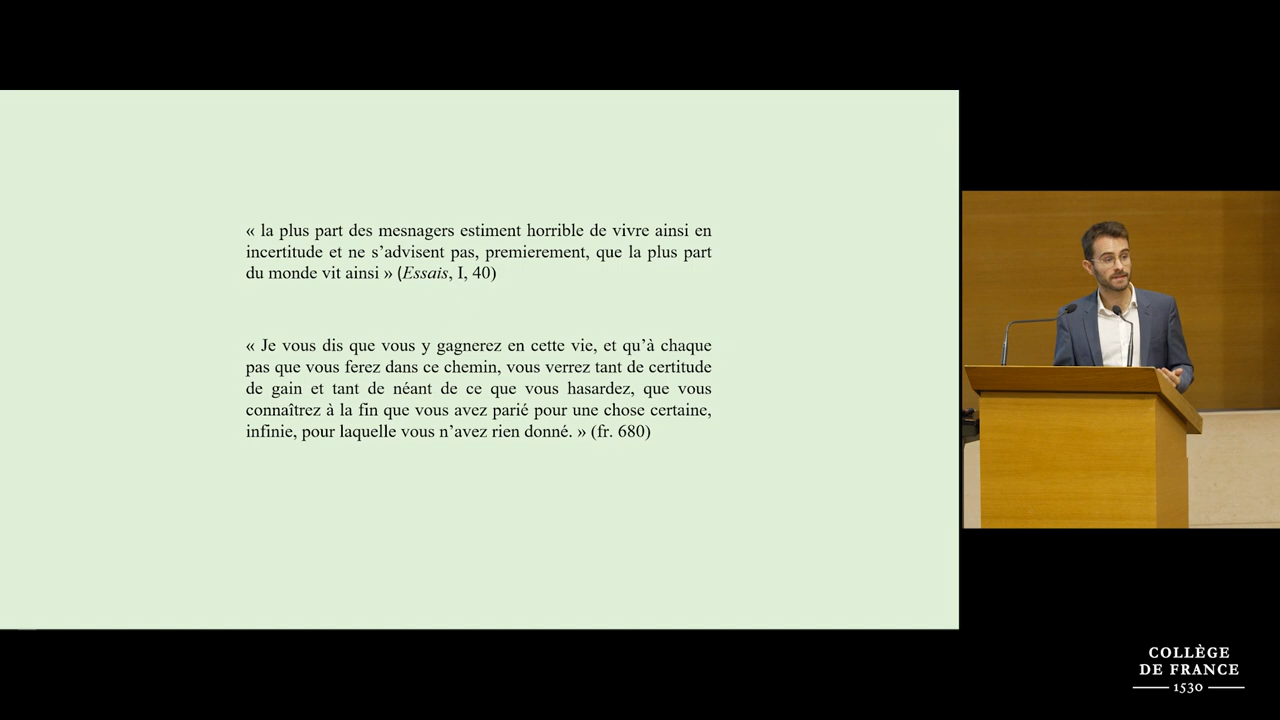 « la plus part des mesnagers estiment horrible de vivre ainsi en
incertitude et ne s’advisent pas, premierement, que la plus part
du monde vit ainsi » (Essais, I, 40)
« Je vous dis que vous y gagnerez en cette vie, et qu’à chaque
pas que vous ferez dans ce chemin, vous verrez tant de certitude
de gain et tant de néant de ce que vous hasardez, que vous
connaîtrez à la fin que vous avez parié pour une chose certaine,
infinie, pour laquelle vous n’avez rien donné. » (fr. 680)
COLLÈGE
DE FRANCE
1530